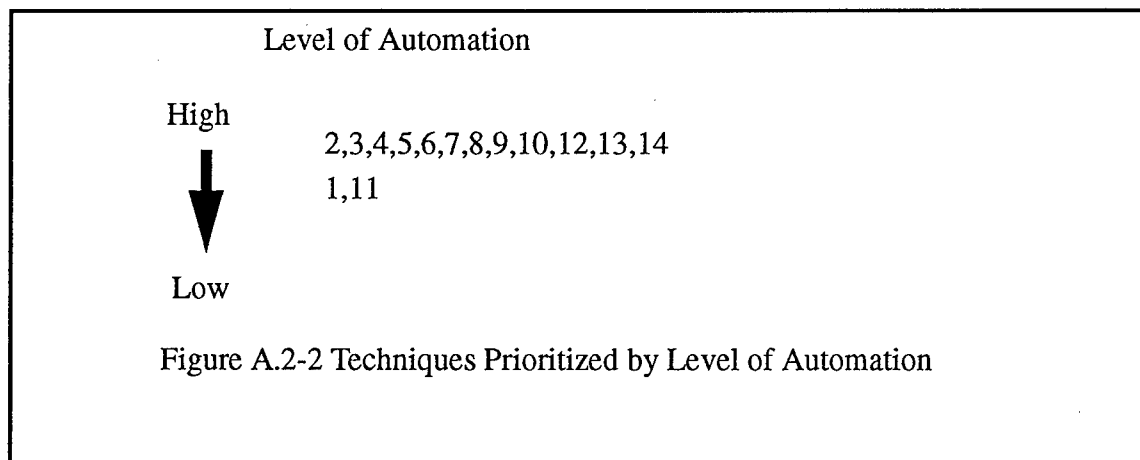 Level of Automation
High
2,3,4,5,6,7,8,9,10,12,13,14
1,11
Low
Figure A.2-2 Techniques Prioritized by Level of Automation